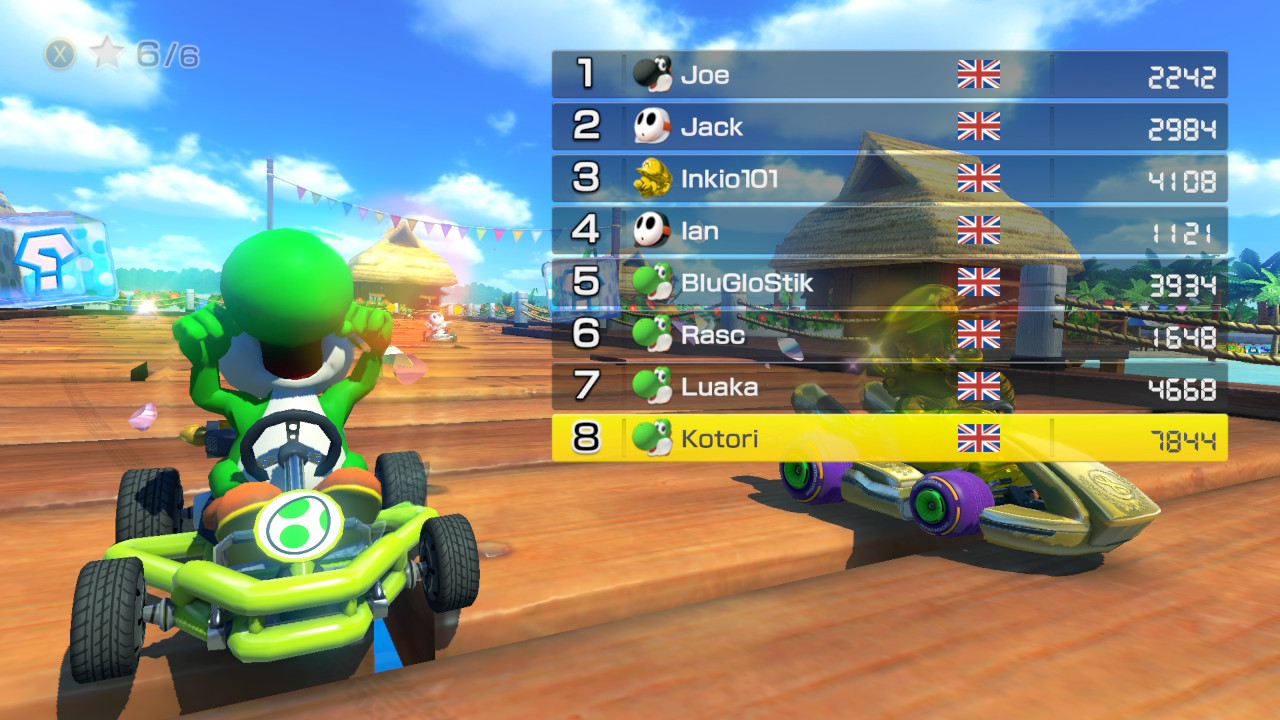 X 6/6
1 Joe 2242
2 Jack 2984
3 Inkio101 4108
4 Ian 1121
5 BluGloStik 3934
6 Rasc 1648
7 Luaka 4668
8 Kotori 7844